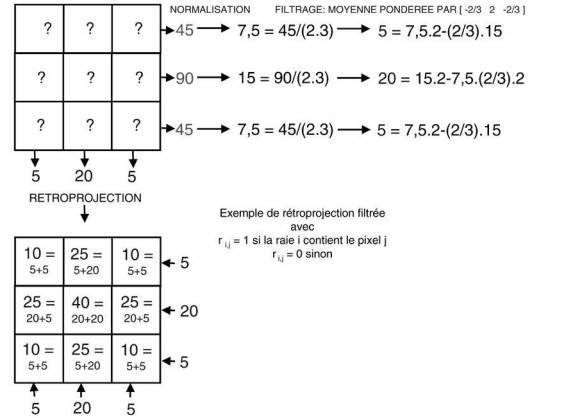 NORMALISATION FILTRAGE: MOYENNE PONDEREE PAR [ -2/3 2 -2/3 ]
? ? ? 45 7,5 = 45/(2.3) 5 = 7,5.2-(2/3).15
? ? ? 90 15 = 90/(2.3) 20 = 15.2-7,5.(2/3).2
? ? ? 45 7,5 = 45/(2.3) 5 = 7,5.2-(2/3).15
5 20 5
RETROPROJECTION
Exemple de rétroprojection filtrée
avec
r i,j = 1 si la raie i contient le pixel j
r i,j = 0 sinon
10 = 25 = 10 = 5
5+5 5+20 5+5
25 = 40 = 25 = 20
20+5 20+20 20+5
10 = 25 = 10 = 5
5+5 5+20 5+5
5 20 5